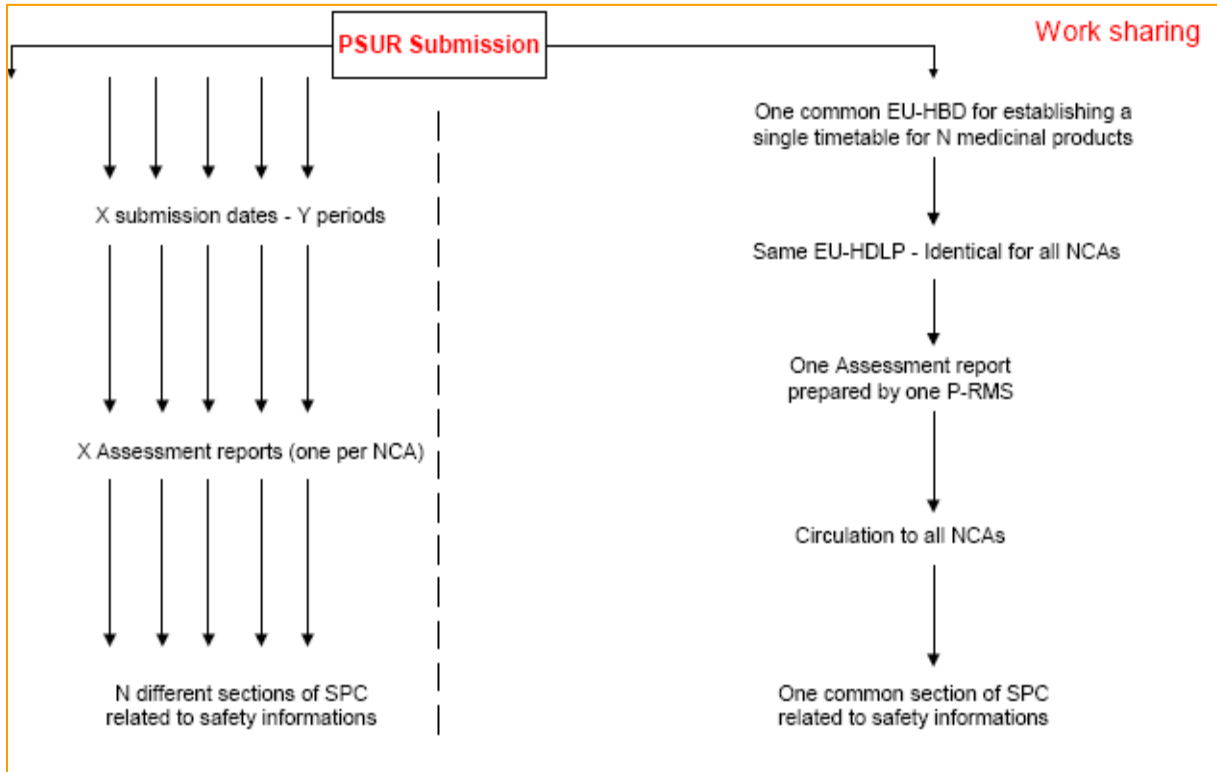 PSUR Submission
Work sharing
X submission dates - Y periods
X Assessment reports (one per NCA)
N different sections of SPC
related to safety informations
One common EU-HBD for establishing a
single timetable for N medicinal products
Same EU-HDLP - Identical for all NCAs
One Assessment report
prepared by one P-RMS
Circulation to all NCAs
One common section of SPC
related to safety informations